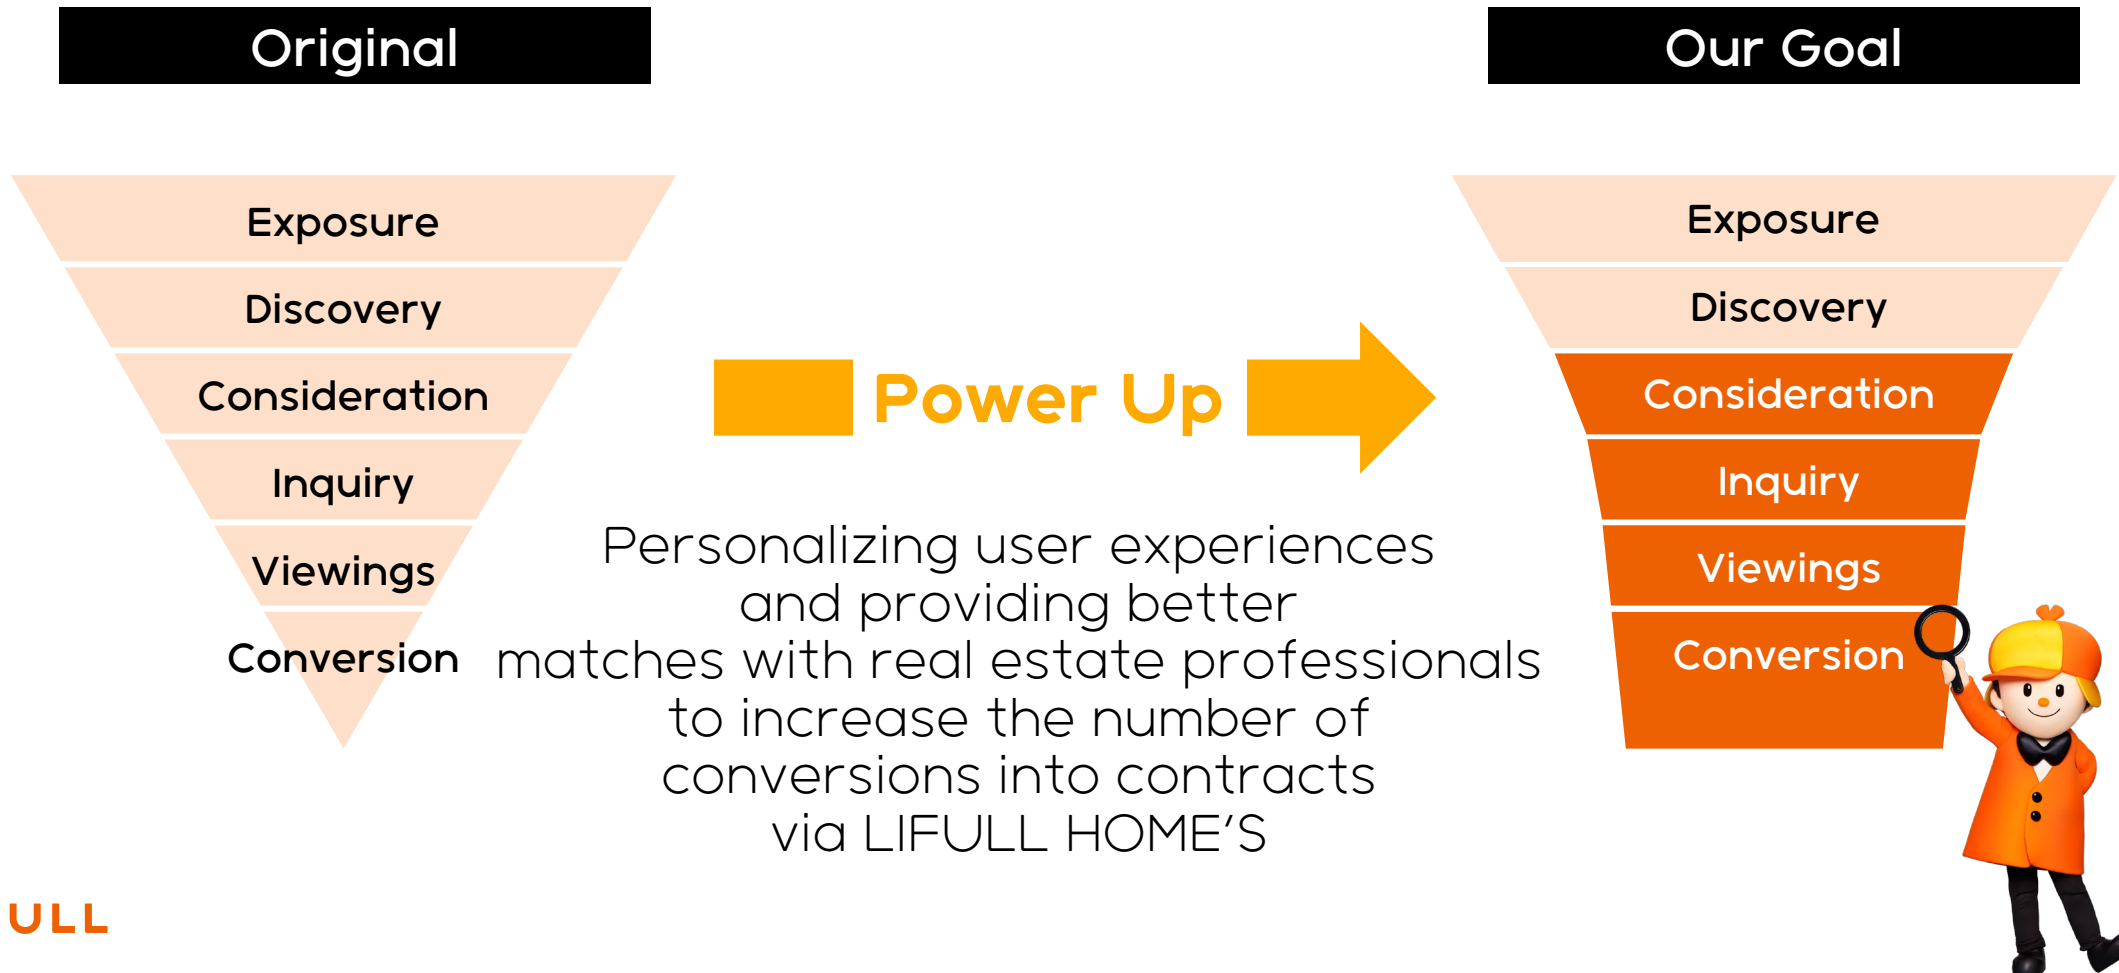 Original
Exposure
Discovery
Consideration
Inquiry
Viewings
Conversion
Power Up
Personalizing user experiences
and providing better
matches with real estate professionals
to increase the number of
conversions into contracts
via LIFULL HOME'S
Our Goal
Exposure
Discovery
Consideration
Inquiry
Viewings
Conversion
ULL